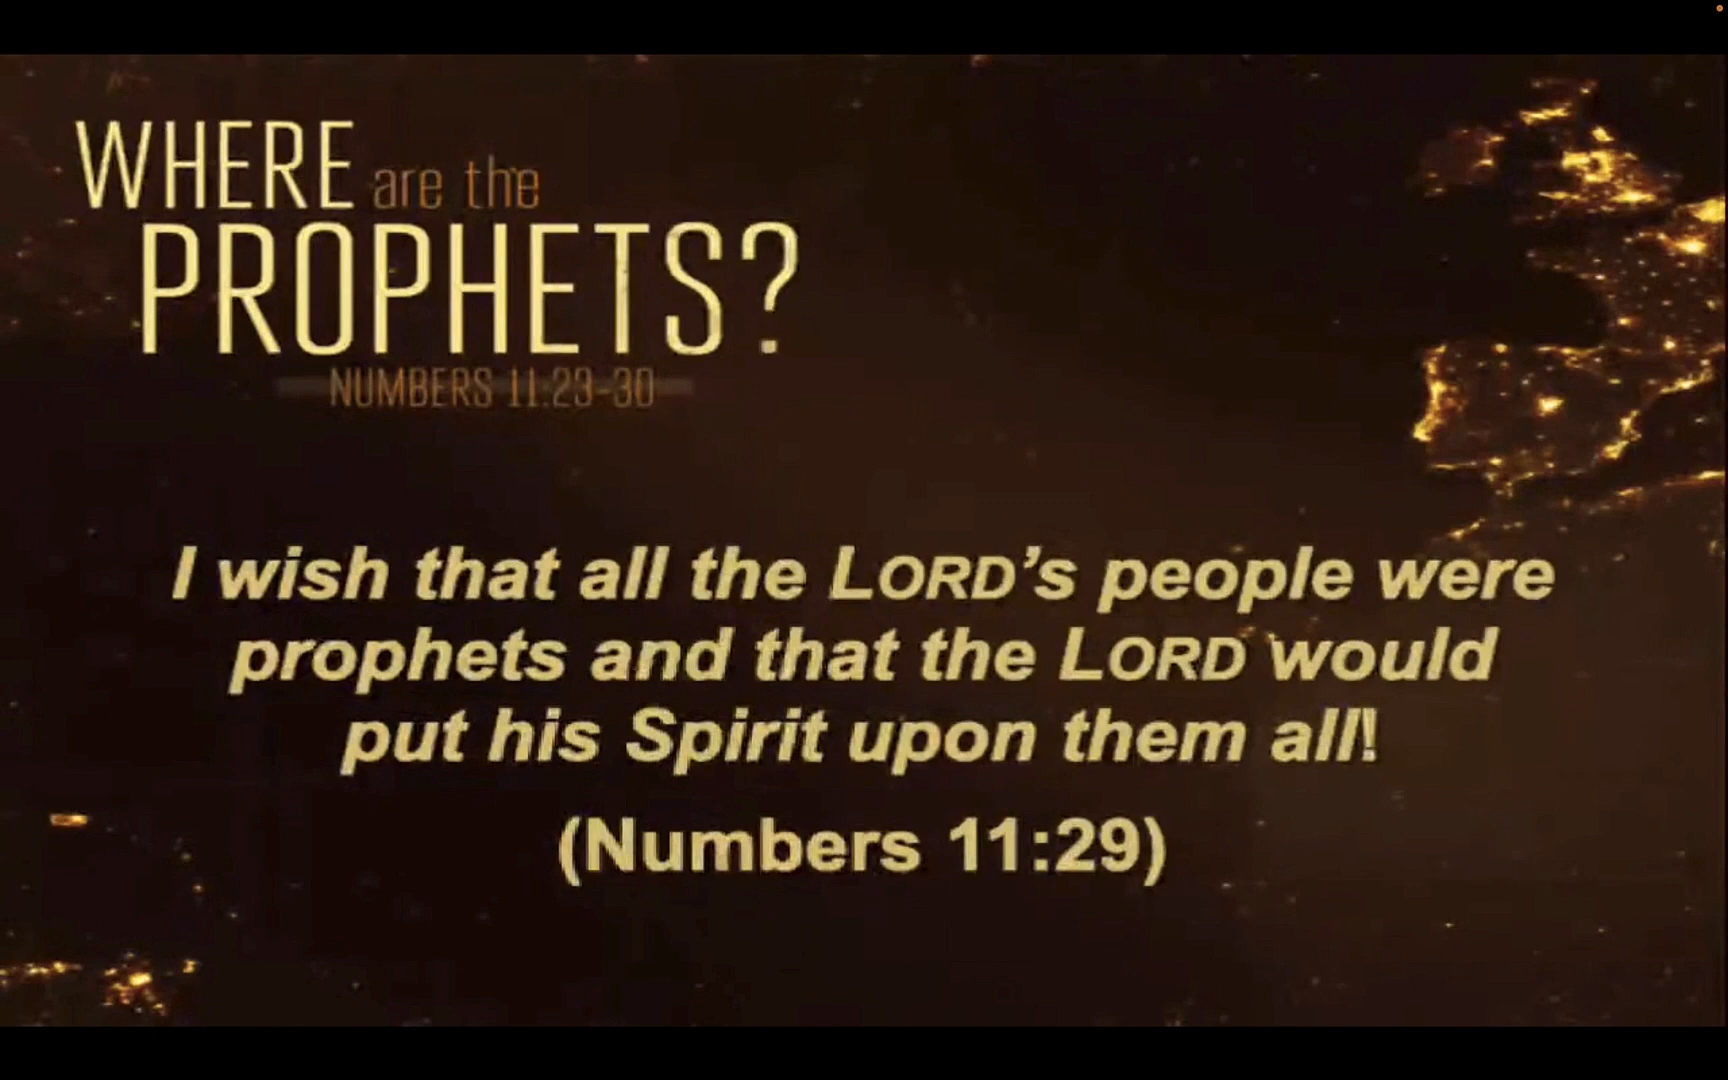 WHERE are the
PROPHETS?
NUMBERS 11:23-30
I wish that all the LORD's people were
prophets and that the LORD would
put his Spirit upon them all!
(Numbers 11:29)